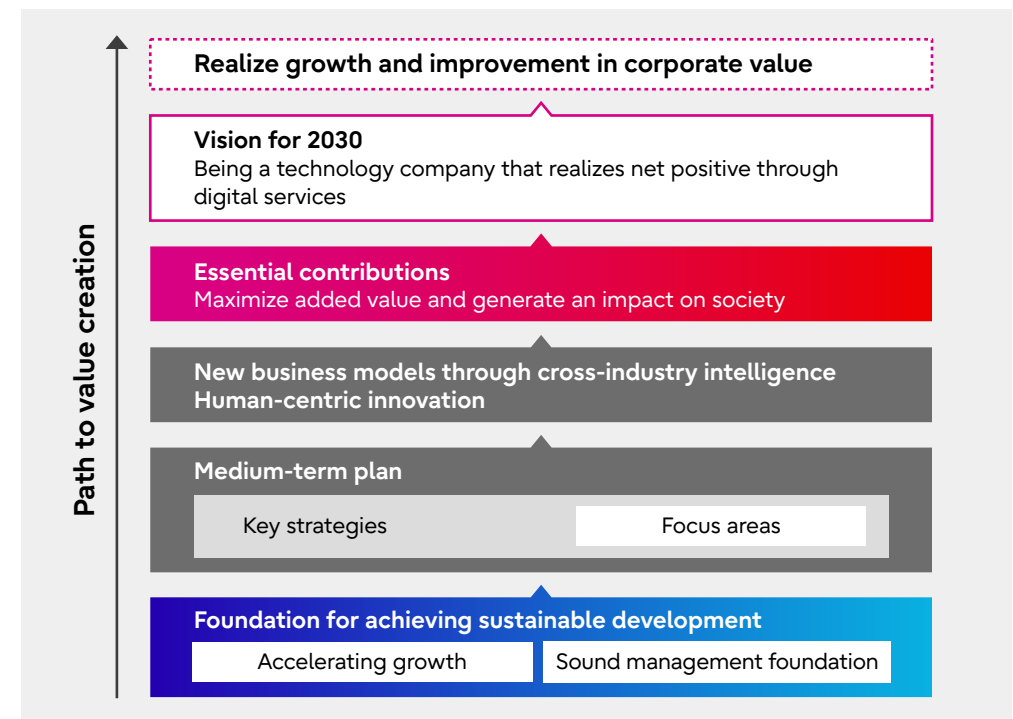 Path to value creation
Realize growth and improvement in corporate value
Vision for 2030
Being a technology company that realizes net positive through
digital services
Essential contributions
Maximize added value and generate an impact on society
New business models through cross-industry intelligence
Human-centric innovation
Medium-term plan
Key strategies
Focus areas
Foundation for achieving sustainable development
Accelerating growth
Sound management foundation